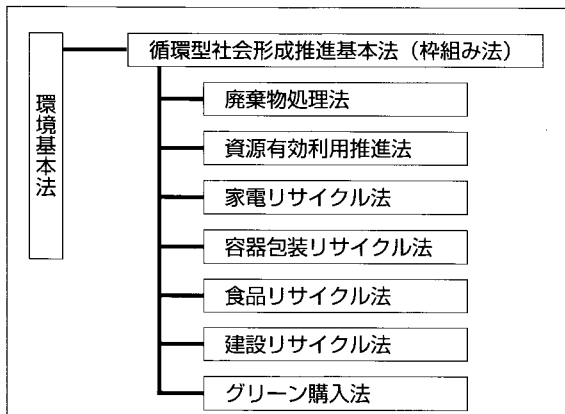 環境基本法
循環型社会形成推進基本法（枠組み法）
廃棄物処理法
資源有効利用推進法
家電リサイクル法
容器包装リサイクル法
食品リサイクル法
建設リサイクル法
グリーン購入法